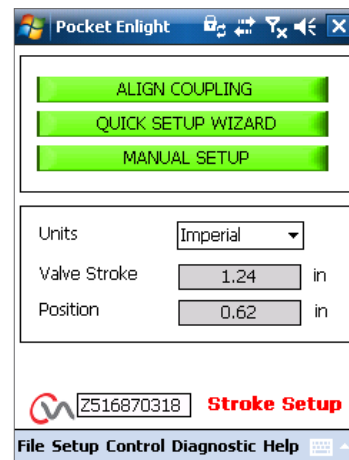 Pocket Enlight
ALIGN COUPLING
QUICK SETUP WIZARD
MANUAL SETUP
Units Imperial
Valve Stroke 1.24 in
Position 0.62 in
Z516870318 Stroke Setup
File Setup Control Diagnostic Help